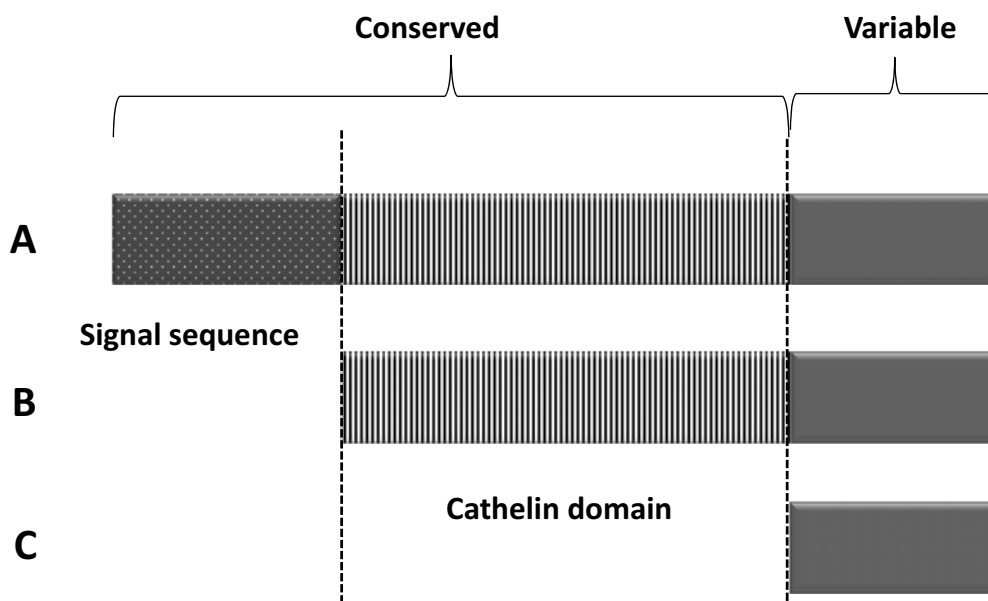 Conserved
Variable
A
Signal sequence
B
Cathelin domain
C